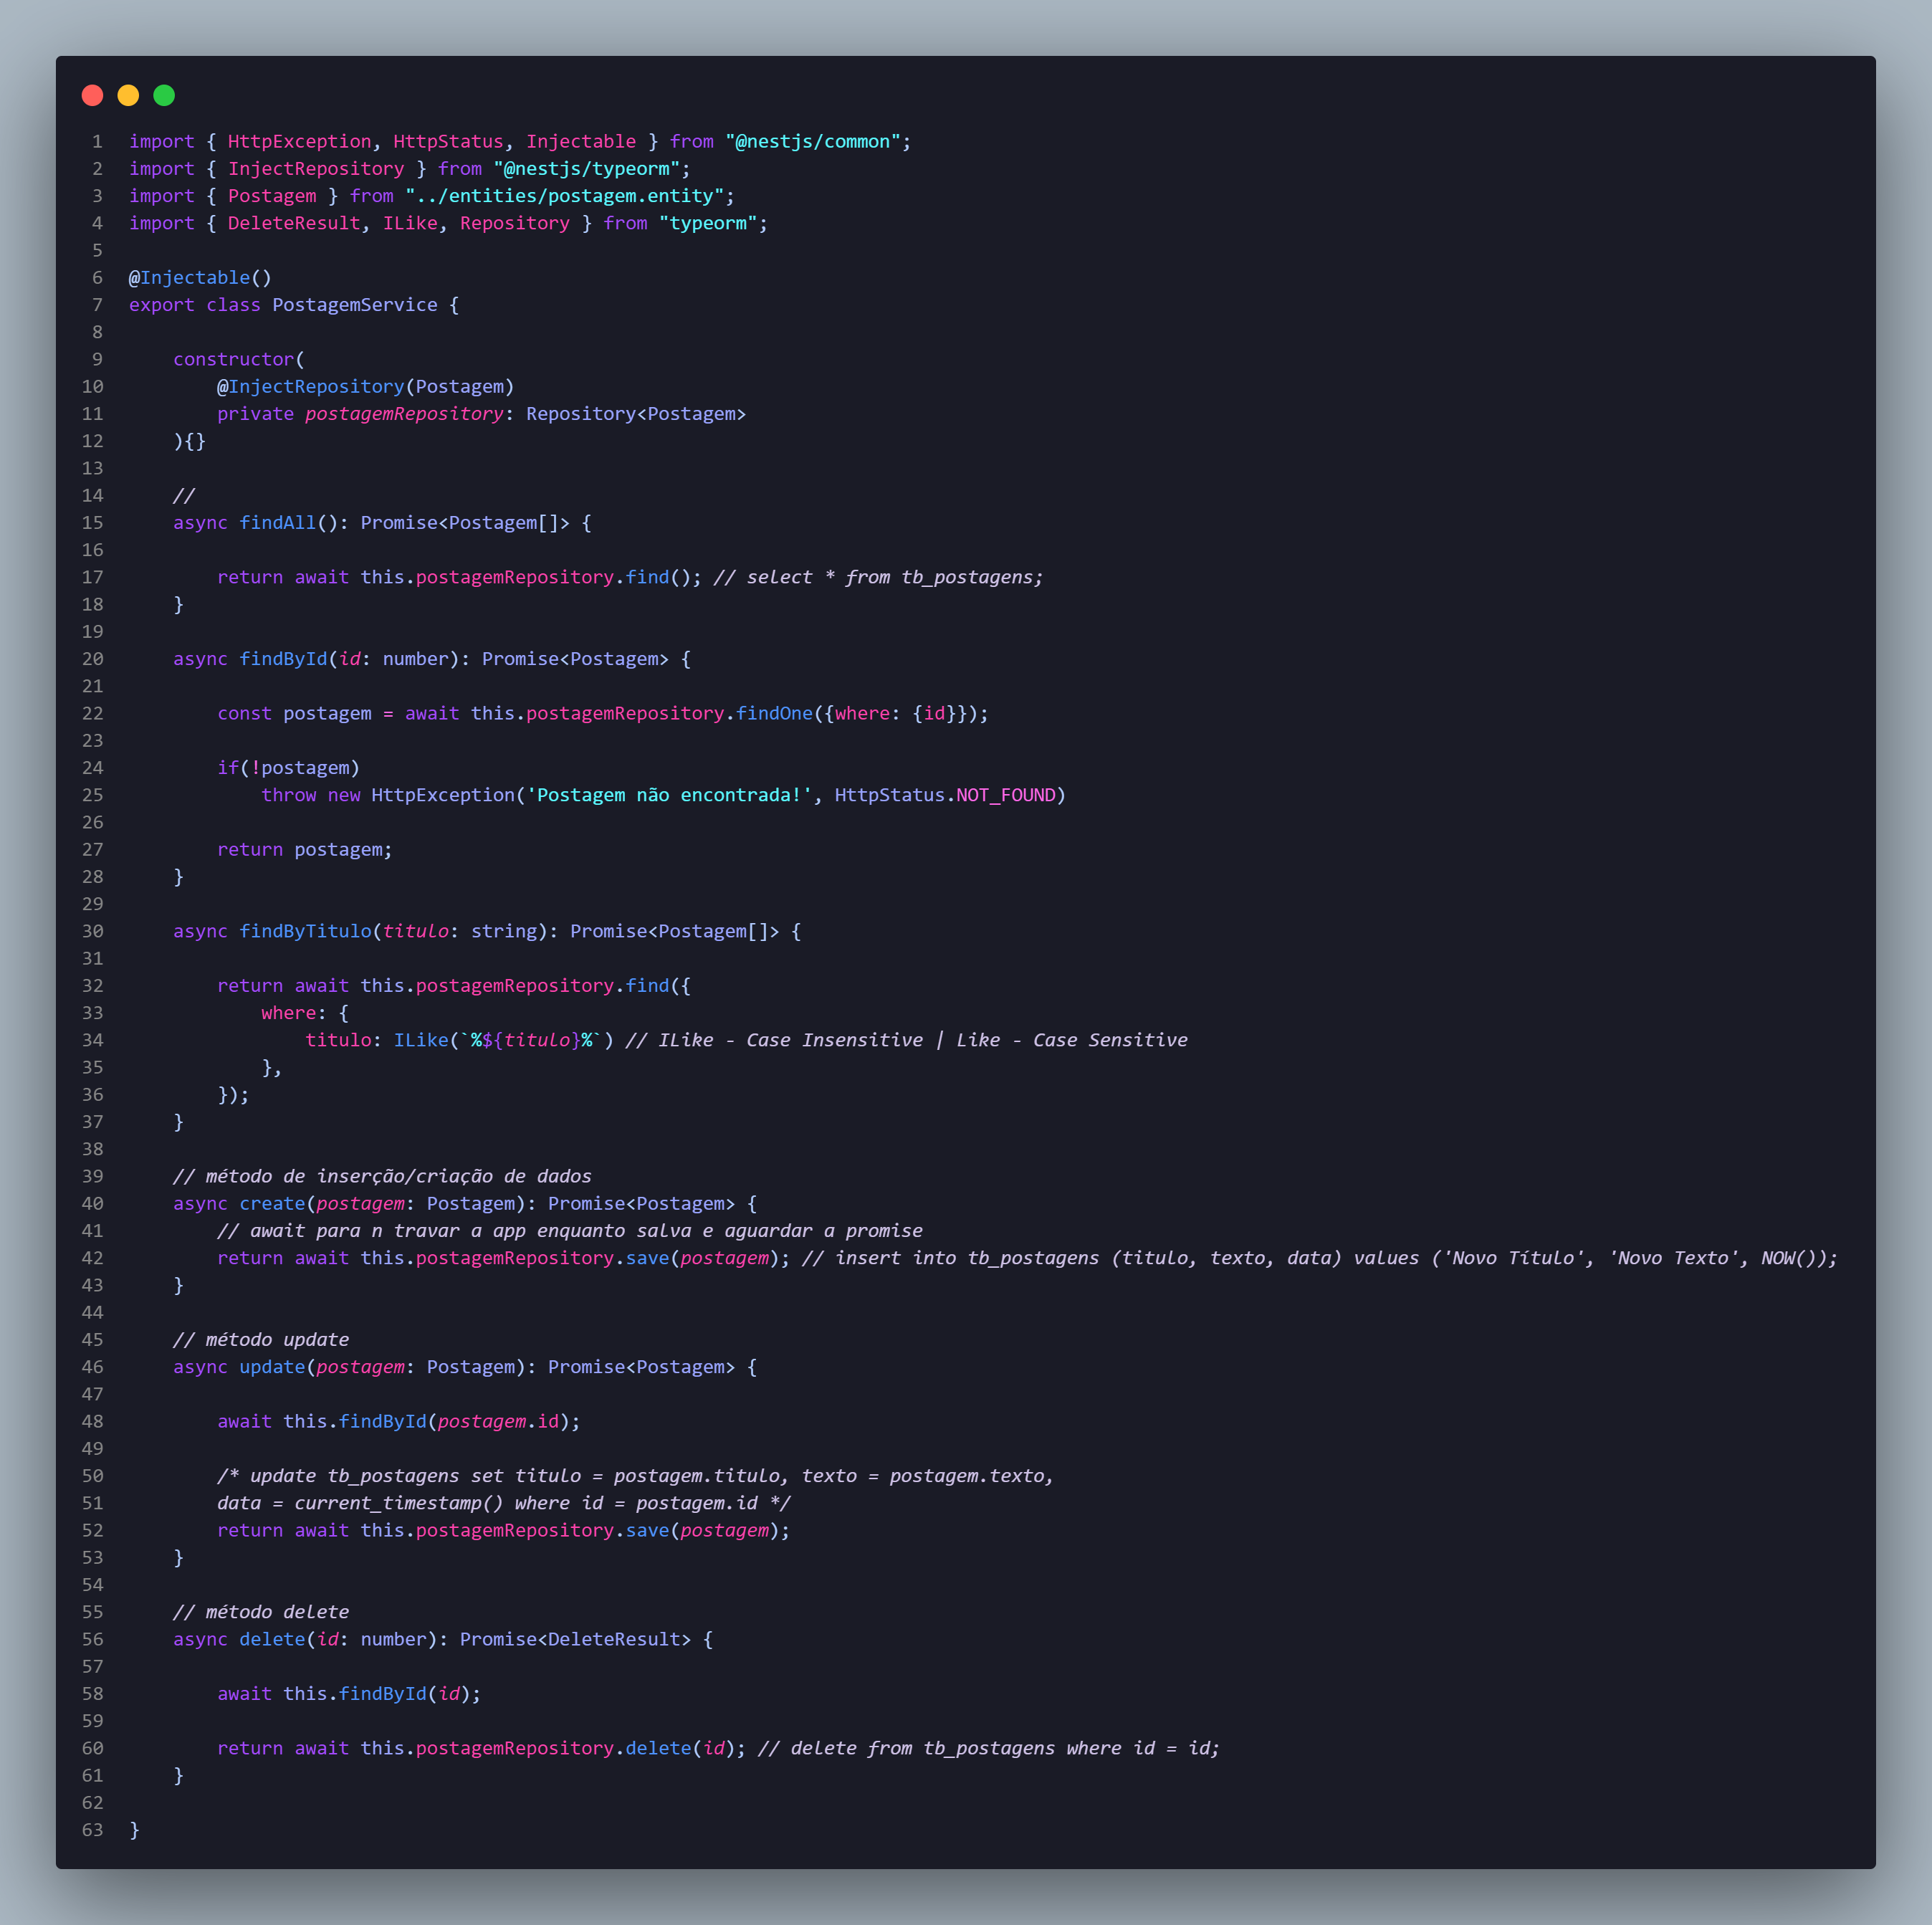 1 import { HttpException, HttpStatus, Injectable } from "@nestjs/common";
2 import { InjectRepository } from "@nestjs/typeorm";
3 import { Postagem } from "../entities/postagem.entity";
4 import { DeleteResult, ILike, Repository } from "typeorm";
5
6 @Injectable()
7 export class PostagemService {
8
9     constructor(
10         @InjectRepository(Postagem)
11         private postagemRepository: Repository<Postagem>
12     ){}
13
14     //
15     async findAll(): Promise<Postagem[]> {
16
17         return await this.postagemRepository.find(); // select * from tb_postagens;
18     }
19
20     async findById(id: number): Promise<Postagem> {
21
22         const postagem = await this.postagemRepository.findOne({where: {id}});
23
24         if(!postagem)
25             throw new HttpException('Postagem não encontrada!', HttpStatus.NOT_FOUND)
26
27         return postagem;
28     }
29
30     async findByTitulo(titulo: string): Promise<Postagem[]> {
31
32         return await this.postagemRepository.find({
33             where: {
34                 titulo: ILike(`%${titulo}%`) // ILike - Case Insensitive | Like - Case Sensitive
35             },
36         });
37     }
38
39     // método de inserção/criação de dados
40     async create(postagem: Postagem): Promise<Postagem> {
41         // await para n travar a app enquanto salva e aguardar a promise
42         return await this.postagemRepository.save(postagem); // insert into tb_postagens (titulo, texto, data) values ('Novo Título', 'Novo Texto', NOW());
43     }
44
45     // método update
46     async update(postagem: Postagem): Promise<Postagem> {
47
48         await this.findById(postagem.id);
49
50         /* update tb_postagens set titulo = postagem.titulo, texto = postagem.texto,
51         data = current_timestamp() where id = postagem.id */
52         return await this.postagemRepository.save(postagem);
53     }
54
55     // método delete
56     async delete(id: number): Promise<DeleteResult> {
57
58         await this.findById(id);
59
60         return await this.postagemRepository.delete(id); // delete from tb_postagens where id = id;
61     }
62
63 }